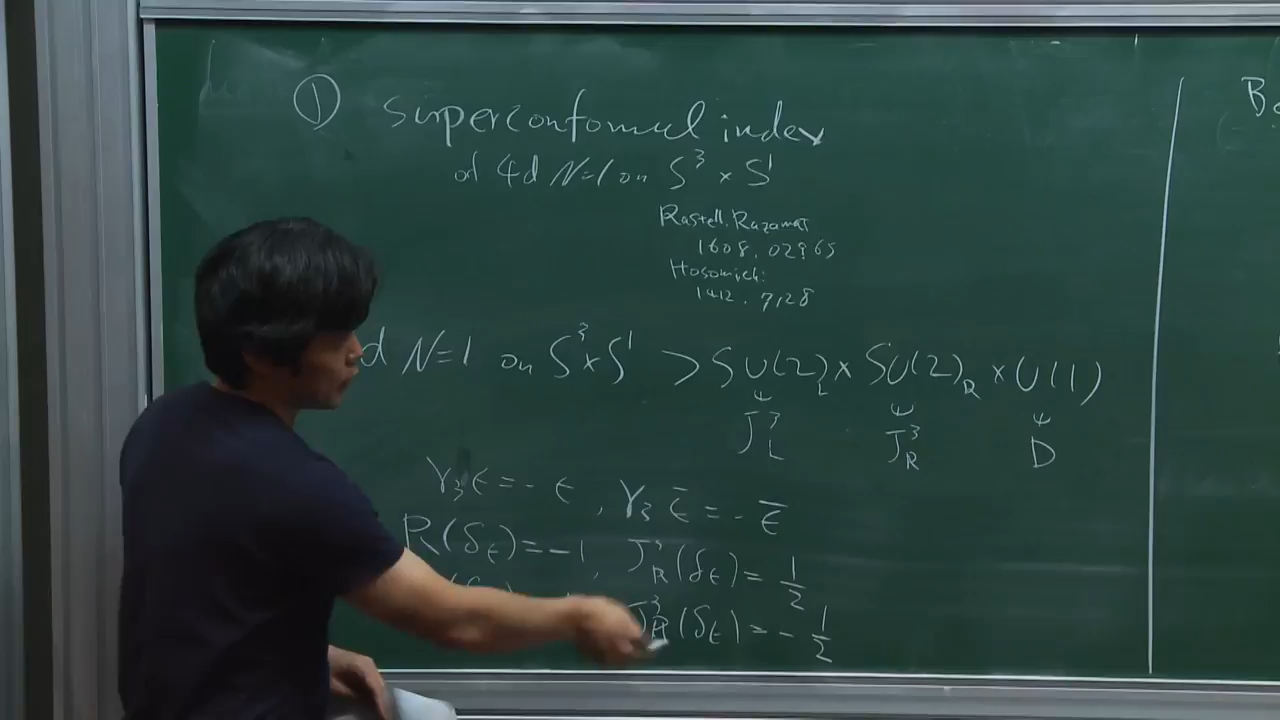 ① superconformal index
of 4d N=1 on S³ × S¹
Rastelli, Razamat
1608.02965
Hosomichi:
1412.7128
d N=1 on S³×S¹ > SU(2)_L × SU(2)_R × U(1)
J³_L J³_R D
γ₃ε = - ε , γ₃ ε̄ = - ε̄
R(δ_ε) = -1 , J³_R(δ_ε) = 1/2
J³_R(δ_ε) = - 1/2